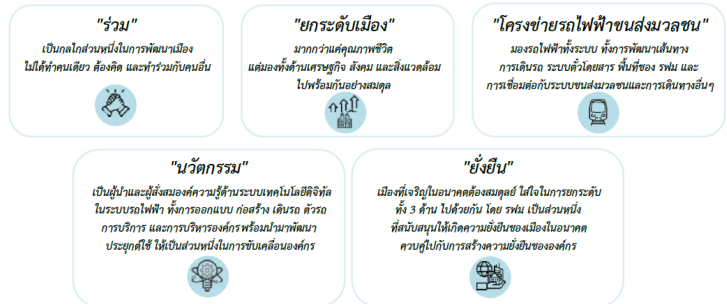 "ร่วม"
เป็นกลไกส่วนหนึ่งในการพัฒนาเมือง
ไม่ได้ทำคนเดียว ต้องคิด และทำร่วมกับคนอื่น
"ยกระดับเมือง"
มากกว่าแค่คุณภาพชีวิต
แต่มองทั้งด้านเศรษฐกิจ สังคม และสิ่งแวดล้อม
ไปพร้อมกันอย่างสมดุล
"โครงข่ายรถไฟฟ้าขนส่งมวลชน"
มองรถไฟฟ้าทั้งระบบ ทั้งการพัฒนาเส้นทาง
การเดินรถ ระบบตั๋วโดยสาร พื้นที่ของ รฟม และ
การเชื่อมต่อกับระบบขนส่งมวลชนและการเดินทางอื่นๆ
"นวัตกรรม"
เป็นผู้นำและผู้สั่งสมองค์ความรู้ด้านระบบเทคโนโลยีดิจิทัล
ในระบบรถไฟฟ้า ทั้งการออกแบบ ก่อสร้าง เดินรถ ตัวรถ
การบริการ และการบริหารองค์กรพร้อมนำมาพัฒนา
ประยุกต์ใช้ ให้เป็นส่วนหนึ่งในการขับเคลื่อนองค์กร
"ยั่งยืน"
เมืองที่เจริญในอนาคตต้องสมดุลย์ ใส่ใจในการยกระดับ
ทั้ง 3 ด้าน ไปด้วยกัน โดย รฟม เป็นส่วนหนึ่ง
ที่สนับสนุนให้เกิดความยั่งยืนของเมืองในอนาคต
ควบคู่ไปกับการสร้างความยั่งยืนขององค์กร